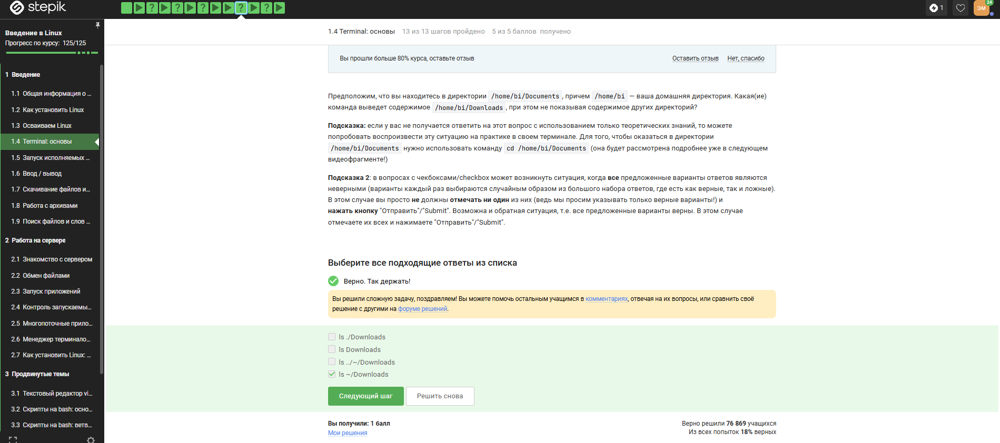 stepik
? ? ? ? ?
1
ЭМ
24
Введение в Linux
Прогресс по курсу: 125/125
1 Введение
1.1 Общая информация о ...
1.2 Как установить Linux
1.3 Осваиваем Linux
1.4 Terminal: основы
1.5 Запуск исполняемых ...
1.6 Ввод / вывод
1.7 Скачивание файлов и...
1.8 Работа с архивами
1.9 Поиск файлов и слов ...
2 Работа на сервере
2.1 Знакомство с сервером
2.2 Обмен файлами
2.3 Запуск приложений
2.4 Контроль запускаемы...
2.5 Многопоточные прило...
2.6 Менеджер терминало...
2.7 Как установить Linux: ...
3 Продвинутые темы
3.1 Текстовый редактор vi...
3.2 Скрипты на bash: осно...
3.3 Скрипты на bash: ветв...
1.4 Terminal: основы 13 из 13 шагов пройдено 5 из 5 баллов получено
Вы прошли больше 80% курса, оставьте отзыв Оставить отзыв Нет, спасибо
Предположим, что вы находитесь в директории /home/bi/Documents, причем /home/bi — ваша домашняя директория. Какая(ие)
команда выведет содержимое /home/bi/Downloads, при этом не показывая содержимое других директорий?
Подсказка: если у вас не получается ответить на этот вопрос с использованием только теоретических знаний, то можете
попробовать воспроизвести эту ситуацию на практике в своем терминале. Для того, чтобы оказаться в директории
/home/bi/Documents нужно использовать команду cd /home/bi/Documents (она будет рассмотрена подробнее уже в следующем
видеофрагменте!)
Подсказка 2: в вопросах с чекбоксами/checkbox может возникнуть ситуация, когда все предложенные варианты ответов являются
неверными (варианты каждый раз выбираются случайным образом из большого набора ответов, где есть как верные, так и ложные).
В этом случае вы просто не должны отмечать ни один из них (ведь мы просим указывать только верные варианты!) и
нажать кнопку "Отправить"/"Submit". Возможна и обратная ситуация, т.е. все предложенные варианты верны. В этом случае
отмечаете их всех и нажимаете "Отправить"/"Submit".
Выберите все подходящие ответы из списка
Верно. Так держать!
Вы решили сложную задачу, поздравляем! Вы можете помочь остальным учащимся в комментариях, отвечая на их вопросы, или сравнить своё
решение с другими на форуме решений.
ls ./Downloads
ls Downloads
ls ../~/Downloads
ls ~/Downloads
Следующий шаг Решить снова
Вы получили: 1 балл
Мои решения
Верно решили 76 869 учащихся
Из всех попыток 18% верных